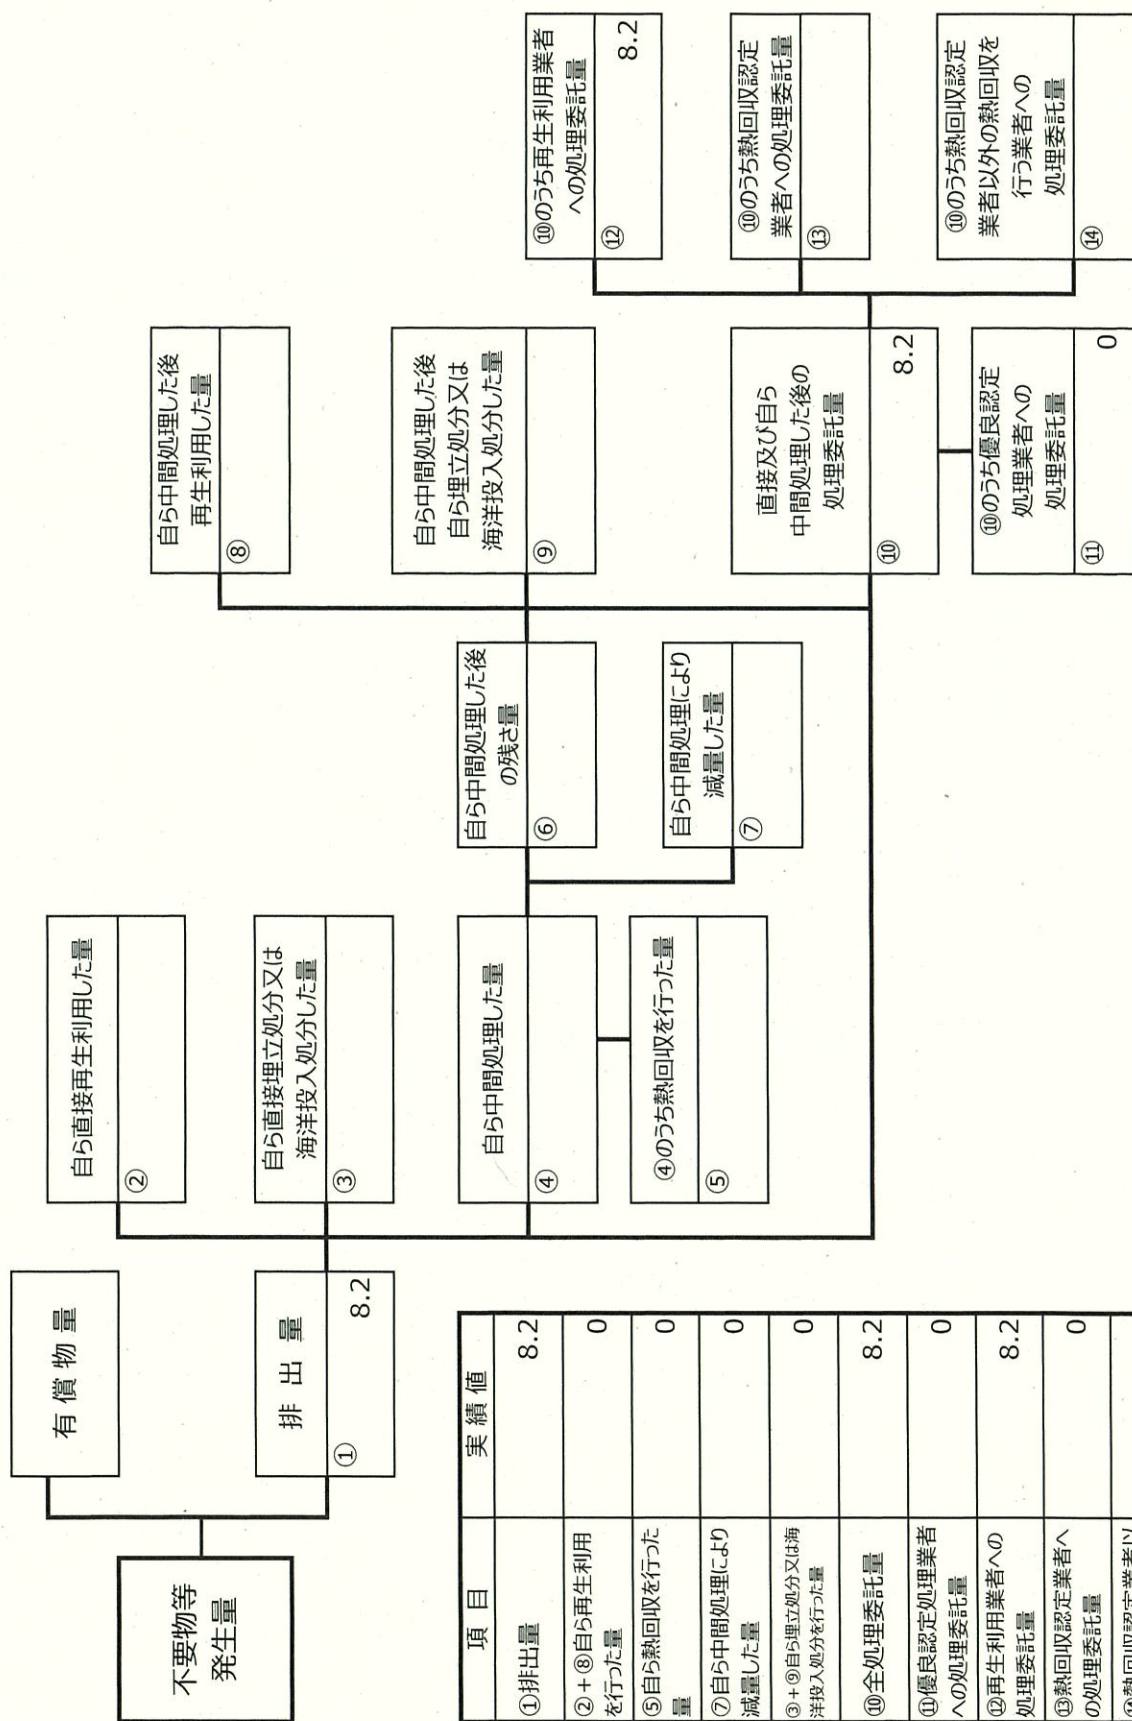 不要物等
発生量
有償物量
排出量
①
8.2
自ら直接再生利用した量
②
自ら直接埋立処分又は
海洋投入処分した量
③
自ら中間処理した量
④
④のうち熱回収を行った量
⑤
自ら中間処理した後
の残さ量
⑥
自ら中間処理により
減量した量
⑦
自ら中間処理した後
再生利用した量
⑧
自ら中間処理した後
自ら埋立処分又は
海洋投入処分した量
⑨
直接及び自ら
中間処理した後の
処理委託量
⑩
8.2
⑩のうち優良認定
処理業者への
処理委託量
⑪
0
⑩のうち再生利用業者
への処理委託量
⑫
8.2
⑩のうち熱回収認定
業者への処理委託量
⑬
⑩のうち熱回収認定
業者以外の熱回収を
行う業者への
処理委託量
⑭
項目 実績値
①排出量 8.2
②+⑧自ら再生利用
を行った量 0
⑤自ら熱回収を行った
量 0
⑦自ら中間処理により
減量した量 0
③+⑨自ら埋立処分又は海
洋投入処分を行った量 0
⑩全処理委託量 8.2
⑪優良認定処理業者
への処理委託量 0
⑫再生利用業者への
処理委託量 8.2
⑬熱回収認定業者へ
の処理委託量 0
⑭熱回収認定業者以